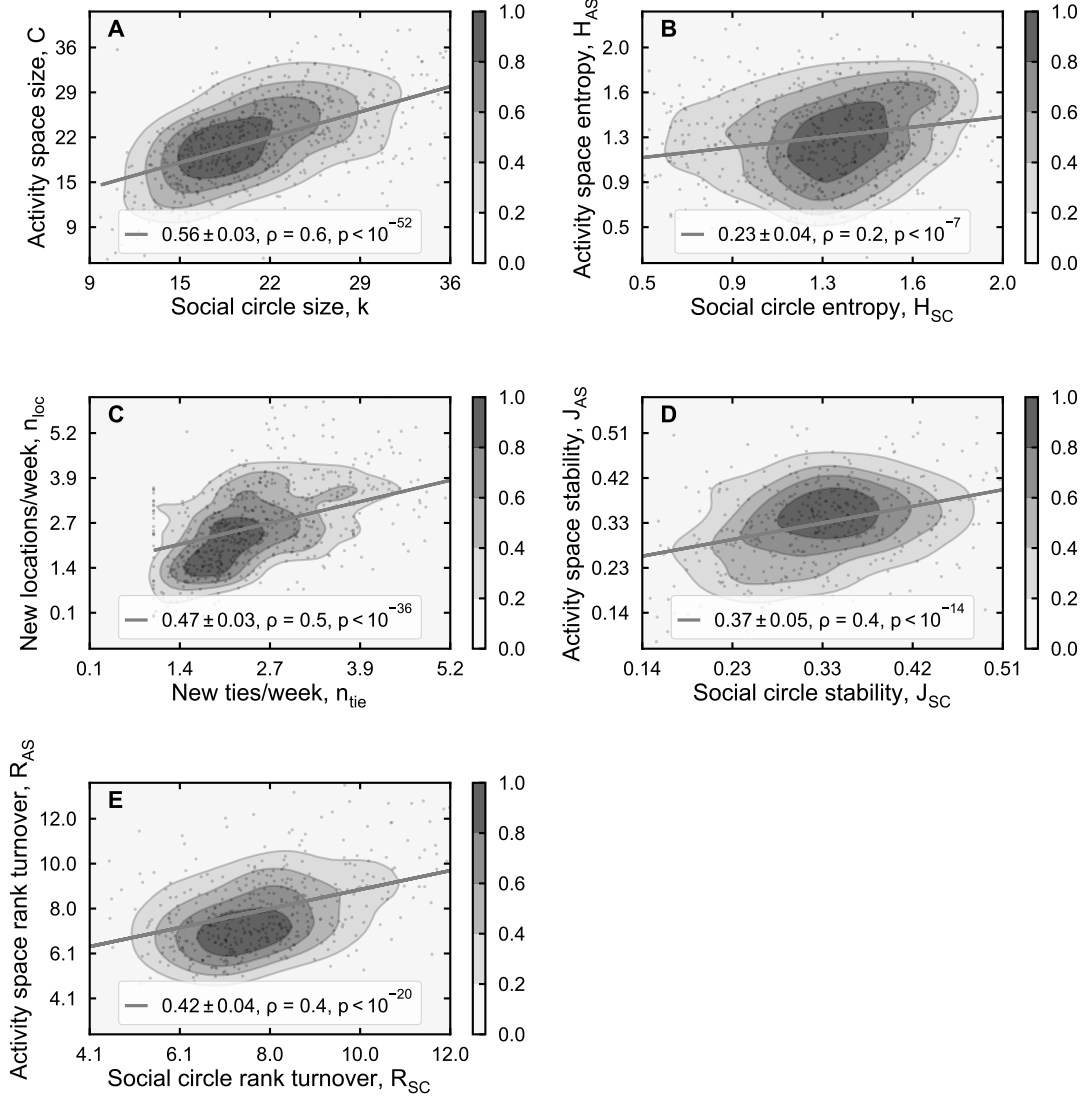 A
Activity space size, C
36
29
22
15
9
0.56 ± 0.03, ρ = 0.6, p < 10^−52
9 15 22 29 36
Social circle size, k
1.0
0.8
0.6
0.4
0.2
0.0
B
Activity space entropy, H_AS
2.0
1.6
1.3
0.9
0.5
0.23 ± 0.04, ρ = 0.2, p < 10^−7
0.5 0.9 1.3 1.6 2.0
Social circle entropy, H_SC
1.0
0.8
0.6
0.4
0.2
0.0
C
New locations/week, n_loc
5.2
3.9
2.7
1.4
0.1
0.47 ± 0.03, ρ = 0.5, p < 10^−36
0.1 1.4 2.7 3.9 5.2
New ties/week, n_tie
1.0
0.8
0.6
0.4
0.2
0.0
D
Activity space stability, J_AS
0.51
0.42
0.33
0.23
0.14
0.37 ± 0.05, ρ = 0.4, p < 10^−14
0.14 0.23 0.33 0.42 0.51
Social circle stability, J_SC
1.0
0.8
0.6
0.4
0.2
0.0
E
Activity space rank turnover, R_AS
12.0
10.0
8.0
6.1
4.1
0.42 ± 0.04, ρ = 0.4, p < 10^−20
4.1 6.1 8.0 10.0 12.0
Social circle rank turnover, R_SC
1.0
0.8
0.6
0.4
0.2
0.0